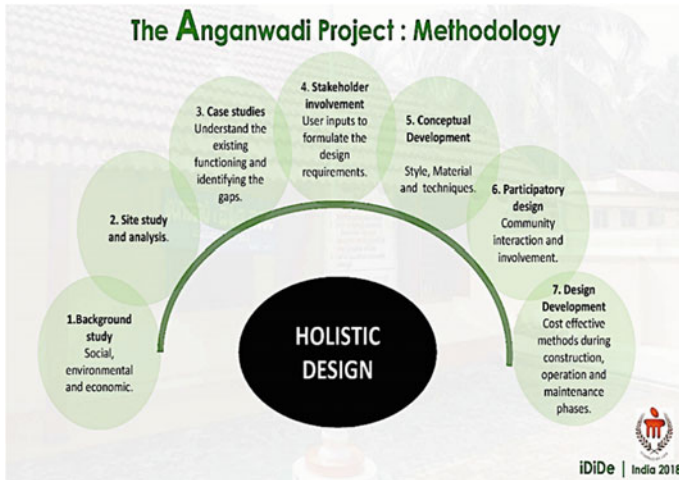 The Anganwadi Project : Methodology
1.Background
study
Social,
environmental
and economic.
2. Site study
and analysis.
3. Case studies
Understand the
existing
functioning and
identifying the
gaps.
4. Stakeholder
involvement
User inputs to
formulate the
design
requirements.
5. Conceptual
Development
Style, Material
and techniques.
6. Participatory
design
Community
interaction and
involvement.
7. Design
Development
Cost effective
methods during
construction,
operation and
maintenance
phases.
HOLISTIC
DESIGN
iDiDe | India 2018